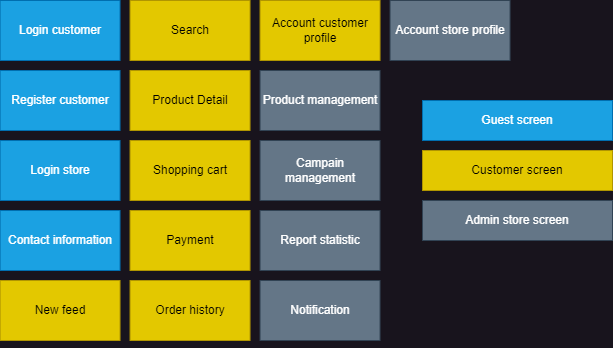 Login customer
Search
Account customer
profile
Account store profile
Register customer
Product Detail
Product management
Guest screen
Login store
Shopping cart
Campain
management
Customer screen
Contact information
Payment
Report statistic
Admin store screen
New feed
Order history
Notification